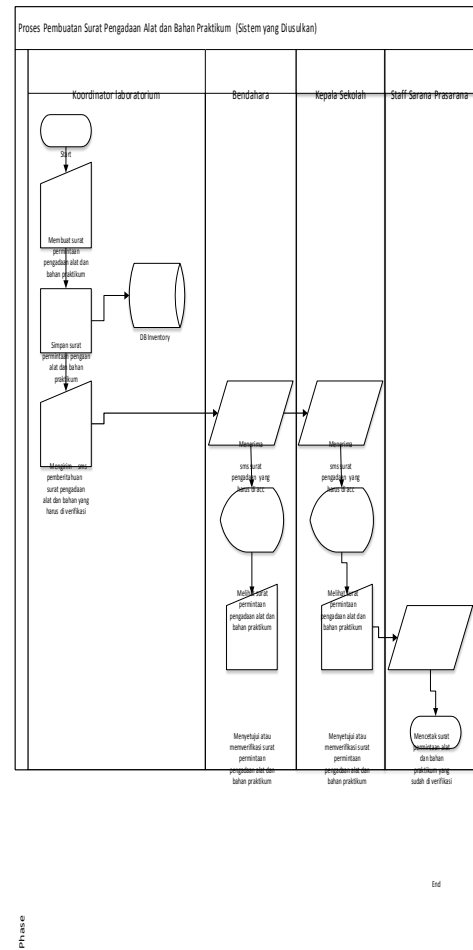 Proses Pembuatan Surat Pengadaan Alat dan Bahan Praktikum (Sistem yang Diusulkan)
Koordinator laboratorium
Bendahara
Kepala Sekolah
Staff Sarana Prasarana
Start
Membuat surat
permintaan
pengadaan alat dan
bahan praktikum
Simpan surat
permintaan pengaan
alat dan bahan
praktikum
DB Inventory
Mengirim sms
pemberitahuan
surat pengadaan
alat dan bahan yang
harus di verifikasi
Menerima
sms surat
pengadaan yang
harus di acc
Menerima
sms surat
pengadaan yang
harus di acc
Melihat surat
permintaan
pengadaan alat dan
bahan praktikum
Melihat surat
permintaan
pengadaan alat dan
bahan praktikum
Menyetujui atau
memverifikasi surat
permintaan
pengadaan alat dan
bahan praktikum
Menyetujui atau
memverifikasi surat
permintaan
pengadaan alat dan
bahan praktikum
Mencetak surat
permintaan alat
dan bahan
praktikum yang
sudah di verifikasi
End
Phase